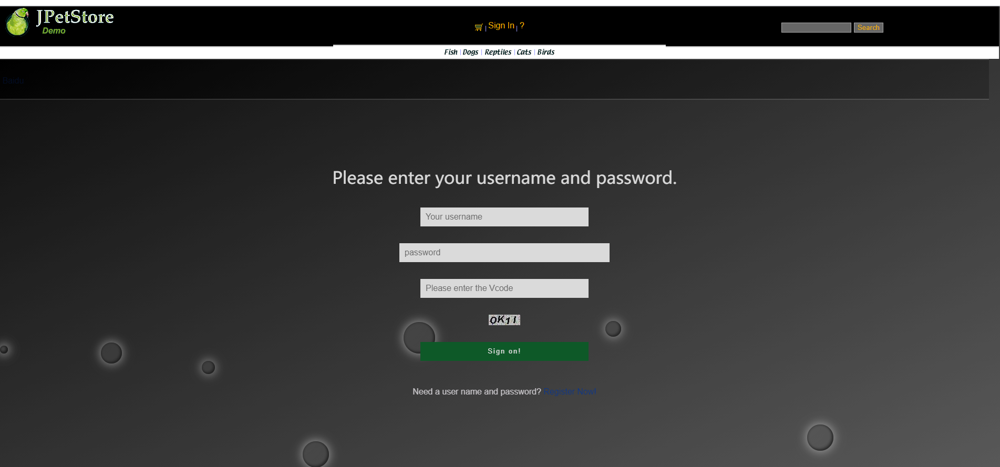 JPetStore
Demo
Sign In | ?
Search
Fish | Dogs | Reptiles | Cats | Birds
Baidu
Please enter your username and password.
Your username
password
Please enter the Vcode
Sign on!
Need a user name and password? Register Now!